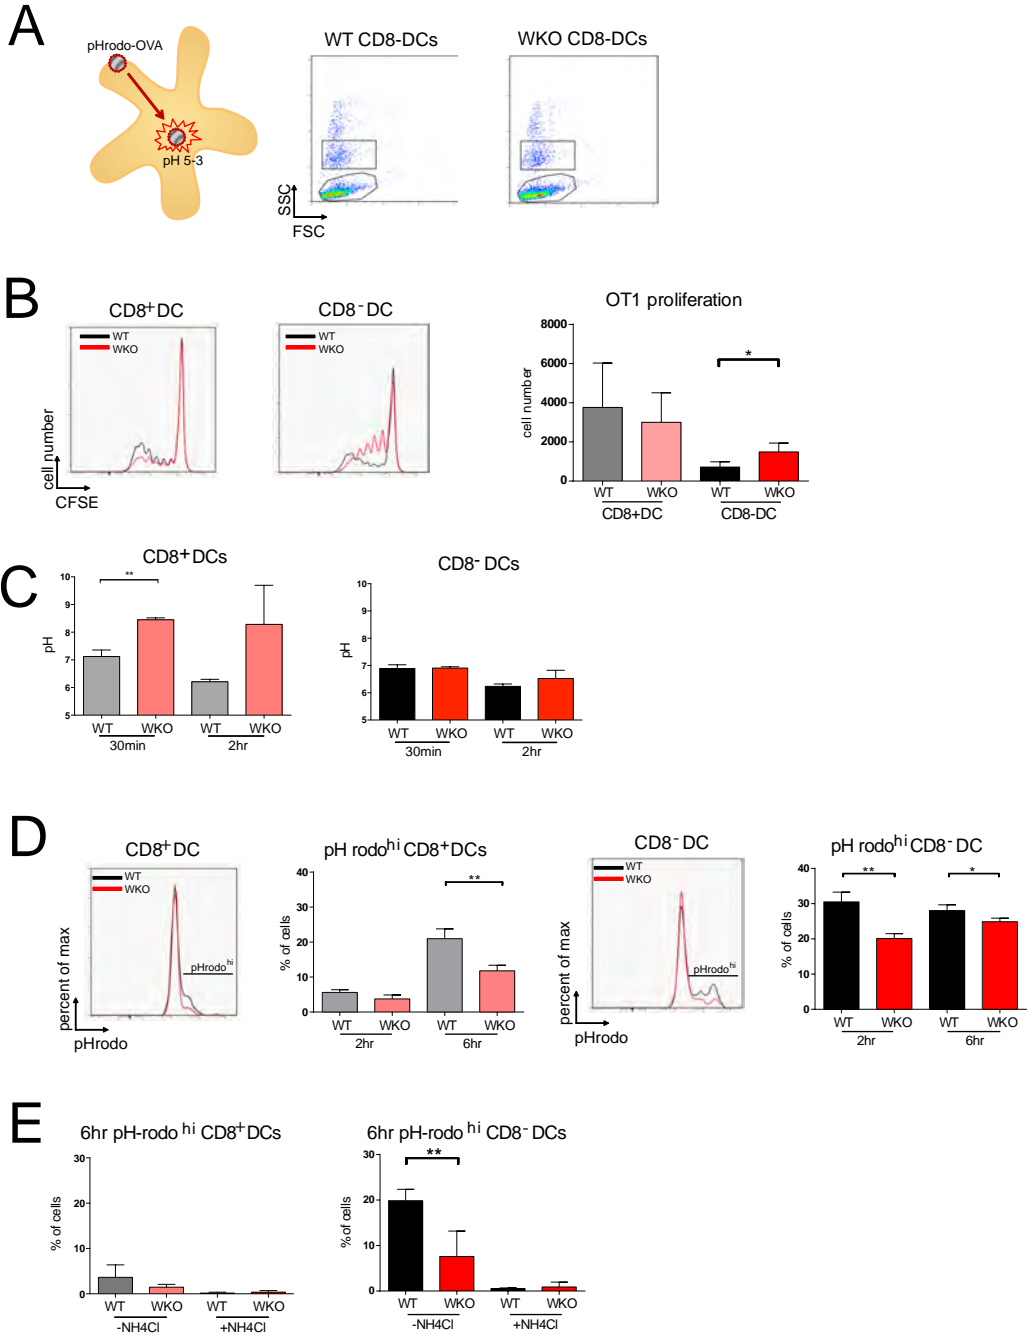 A
pHrodo-OVA
pH 5-3
WT CD8-DCs
WKO CD8-DCs
SSC
FSC
B
CD8+DC
WT
WKO
cell number
CFSE
CD8-DC
WT
WKO
OT1 proliferation
cell number
8000
6000
4000
2000
0
*
WT
WKO
WT
WKO
CD8+DC
CD8-DC
C
CD8+DCs
pH
10
9
8
7
6
5
**
WT
WKO
WT
WKO
30min
2hr
CD8- DCs
pH
10
9
8
7
6
5
WT
WKO
WT
WKO
30min
2hr
D
CD8+DC
WT
WKO
pHrodohi
percent of max
pHrodo
pH rodohi CD8+DCs
% of cells
40
30
20
10
0
**
WT
WKO
WT
WKO
2hr
6hr
CD8-DC
WT
WKO
pHrodohi
percent of max
pHrodo
pH rodohi CD8-DC
% of cells
40
30
20
10
0
**
*
WT
WKO
WT
WKO
2hr
6hr
E
6hr pH-rodo hi CD8+DCs
% of cells
30
20
10
0
WT
WKO
WT
WKO
-NH4Cl
+NH4Cl
6hr pH-rodo hi CD8-DCs
% of cells
30
20
10
0
**
WT
WKO
WT
WKO
-NH4Cl
+NH4Cl